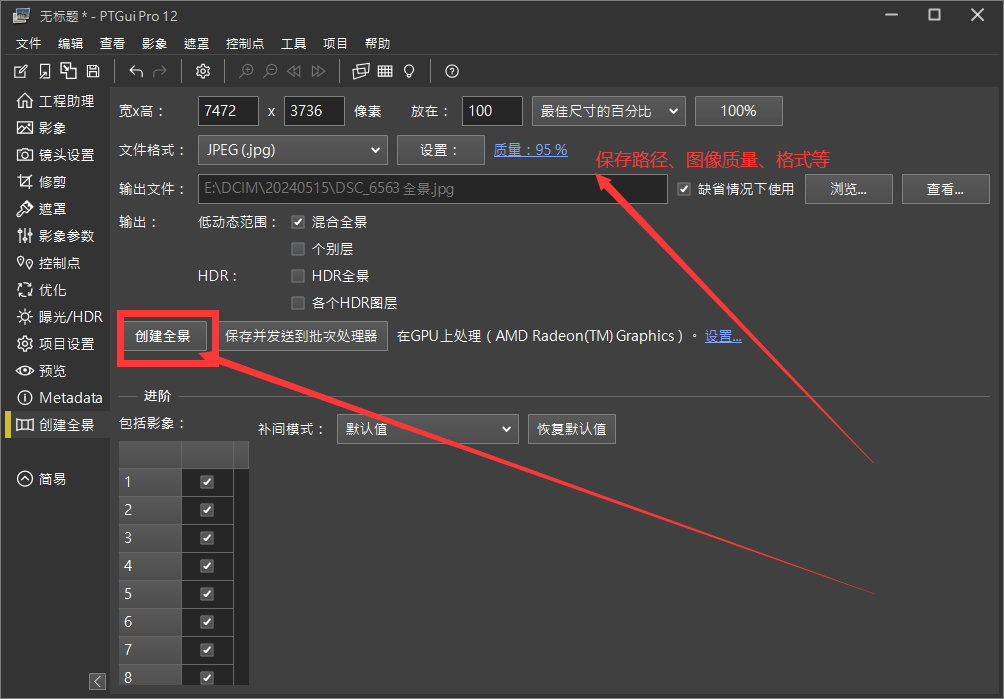 无标题 * - PTGui Pro 12
文件 编辑 查看 影象 遮罩 控制点 工具 项目 帮助
工程助理
影象
镜头设置
修剪
遮罩
影象参数
控制点
优化
曝光/HDR
项目设置
预览
Metadata
创建全景
简易
宽x高： 7472 x 3736 像素 放在： 100 最佳尺寸的百分比 100%
文件格式： JPEG (.jpg) 设置： 质量：95 %
保存路径、图像质量、格式等
输出文件： E:\DCIM\20240515\DSC_6563 全景.jpg 缺省情况下使用 浏览... 查看...
输出： 低动态范围： 混合全景
个别层
HDR： HDR全景
各个HDR图层
创建全景 保存并发送到批次处理器 在GPU上处理（AMD Radeon(TM) Graphics）。设置...
进阶
包括影象： 补间模式： 默认值 恢复默认值
1
2
3
4
5
6
7
8